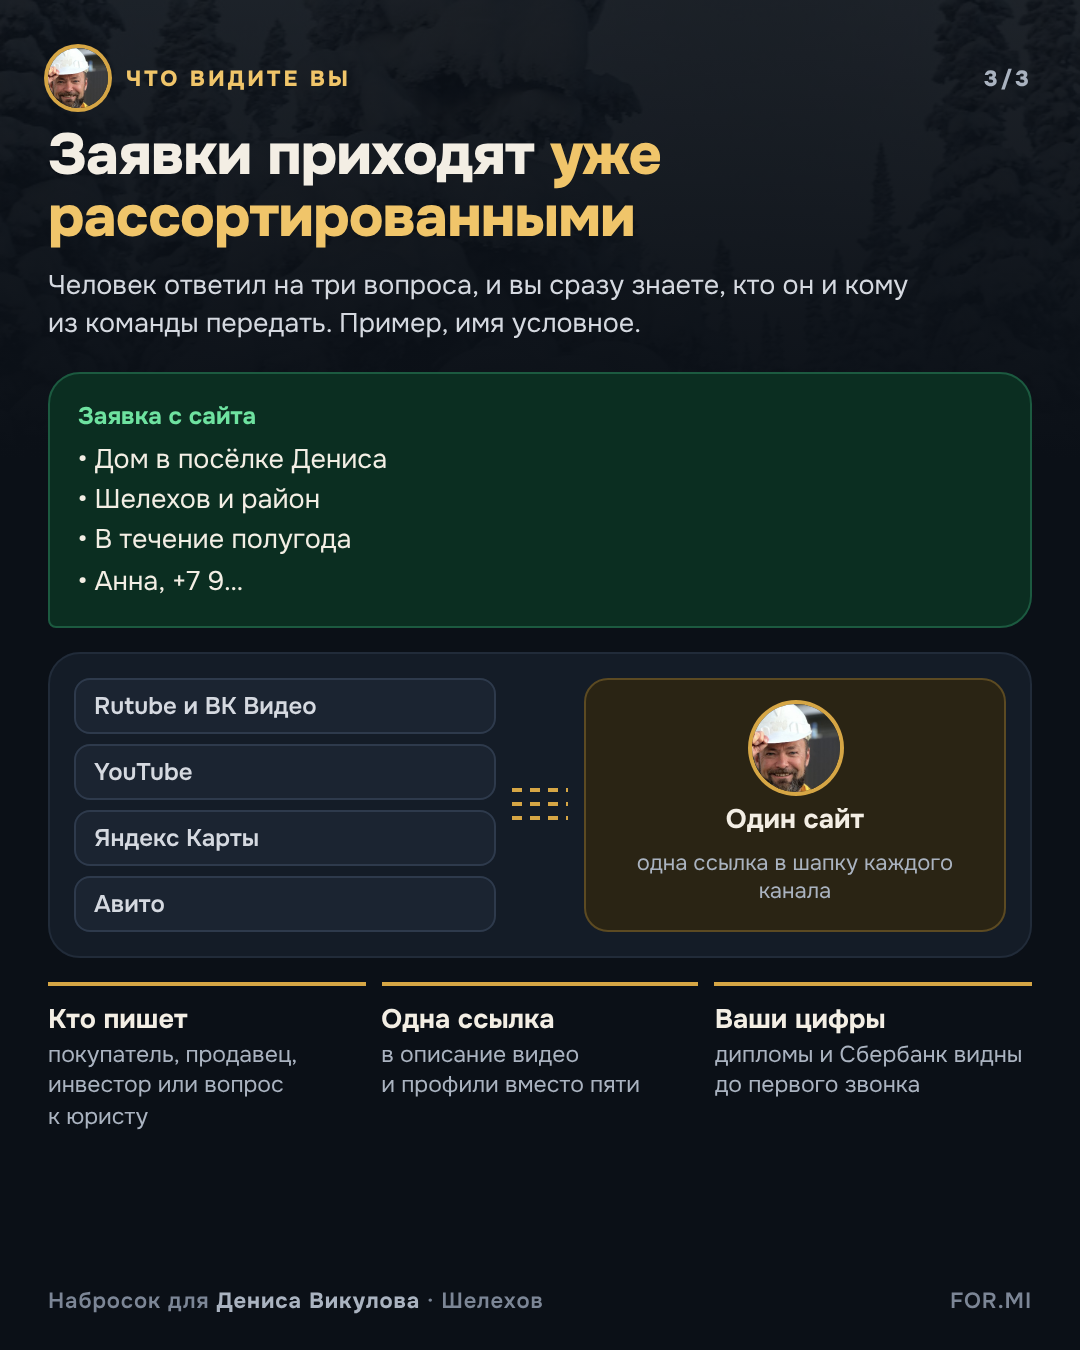 ЧТО ВИДИТЕ ВЫ
3/3
Заявки приходят уже
рассортированными
Человек ответил на три вопроса, и вы сразу знаете, кто он и кому
из команды передать. Пример, имя условное.
Заявка с сайта
• Дом в посёлке Дениса
• Шелехов и район
• В течение полугода
• Анна, +7 9...
Rutube и ВК Видео
YouTube
Яндекс Карты
Авито
Один сайт
одна ссылка в шапку каждого
канала
Кто пишет
покупатель, продавец,
инвестор или вопрос
к юристу
Одна ссылка
в описание видео
и профили вместо пяти
Ваши цифры
дипломы и Сбербанк видны
до первого звонка
Набросок для Дениса Викулова · Шелехов
FOR.MI